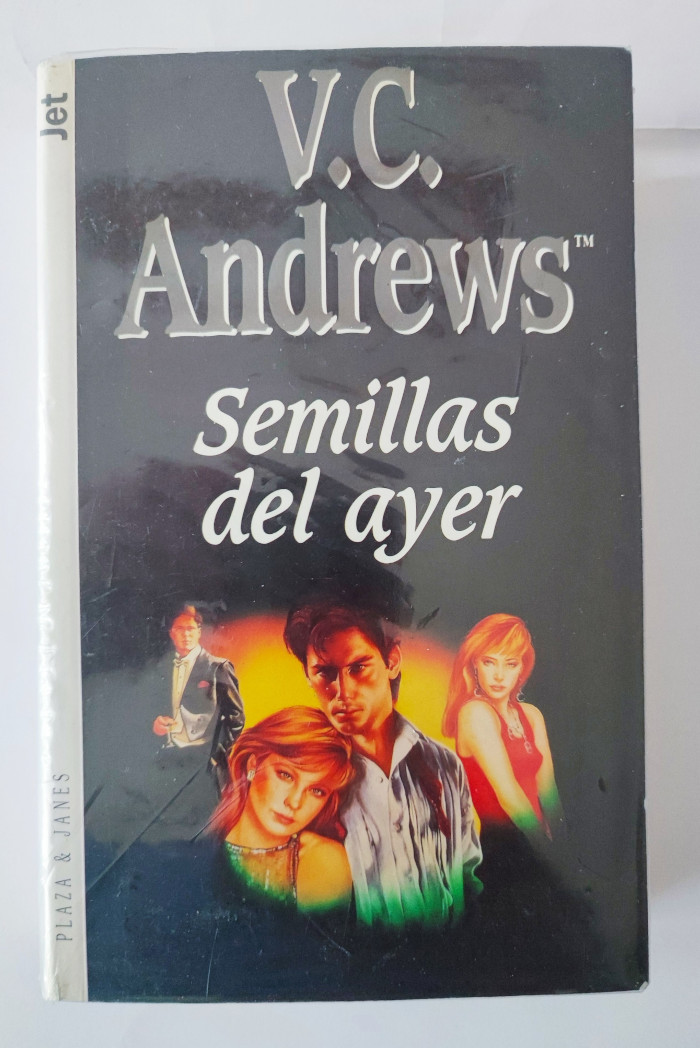 Jet
V.C.
Andrews™
Semillas
del ayer
PLAZA & JANES